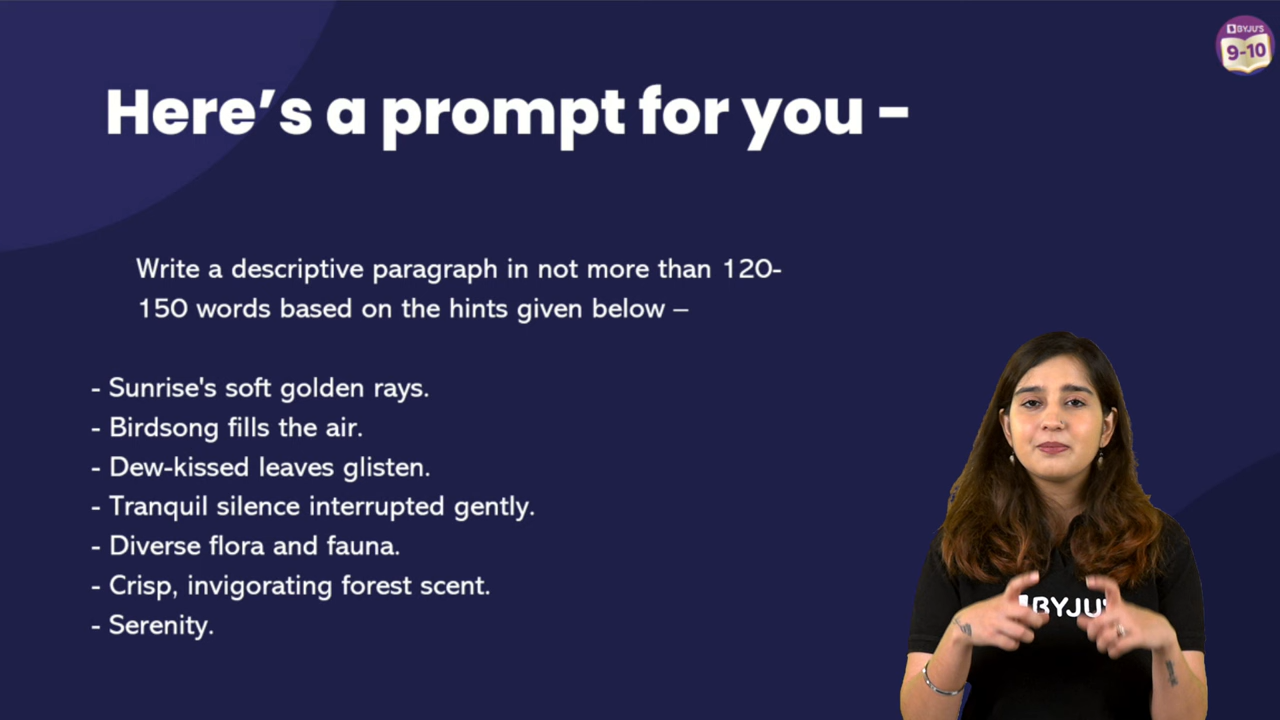 BYJU'S
9-10
Here's a prompt for you –
Write a descriptive paragraph in not more than 120-
150 words based on the hints given below –
- Sunrise's soft golden rays.
- Birdsong fills the air.
- Dew-kissed leaves glisten.
- Tranquil silence interrupted gently.
- Diverse flora and fauna.
- Crisp, invigorating forest scent.
- Serenity.
BYJU'